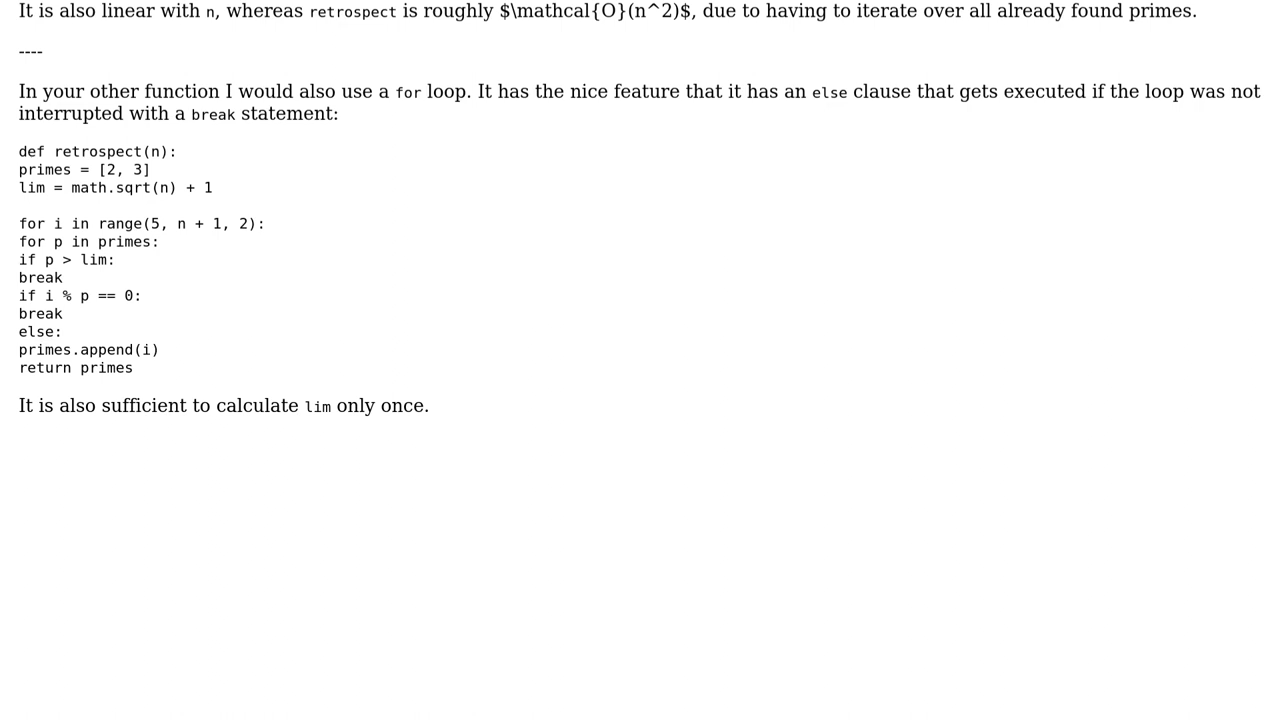 It is also linear with n, whereas retrospect is roughly $\mathcal{O}(n^2)$, due to having to iterate over all already found primes.
----
In your other function I would also use a for loop. It has the nice feature that it has an else clause that gets executed if the loop was not
interrupted with a break statement:
def retrospect(n):
primes = [2, 3]
lim = math.sqrt(n) + 1
for i in range(5, n + 1, 2):
for p in primes:
if p > lim:
break
if i % p == 0:
break
else:
primes.append(i)
return primes
It is also sufficient to calculate lim only once.